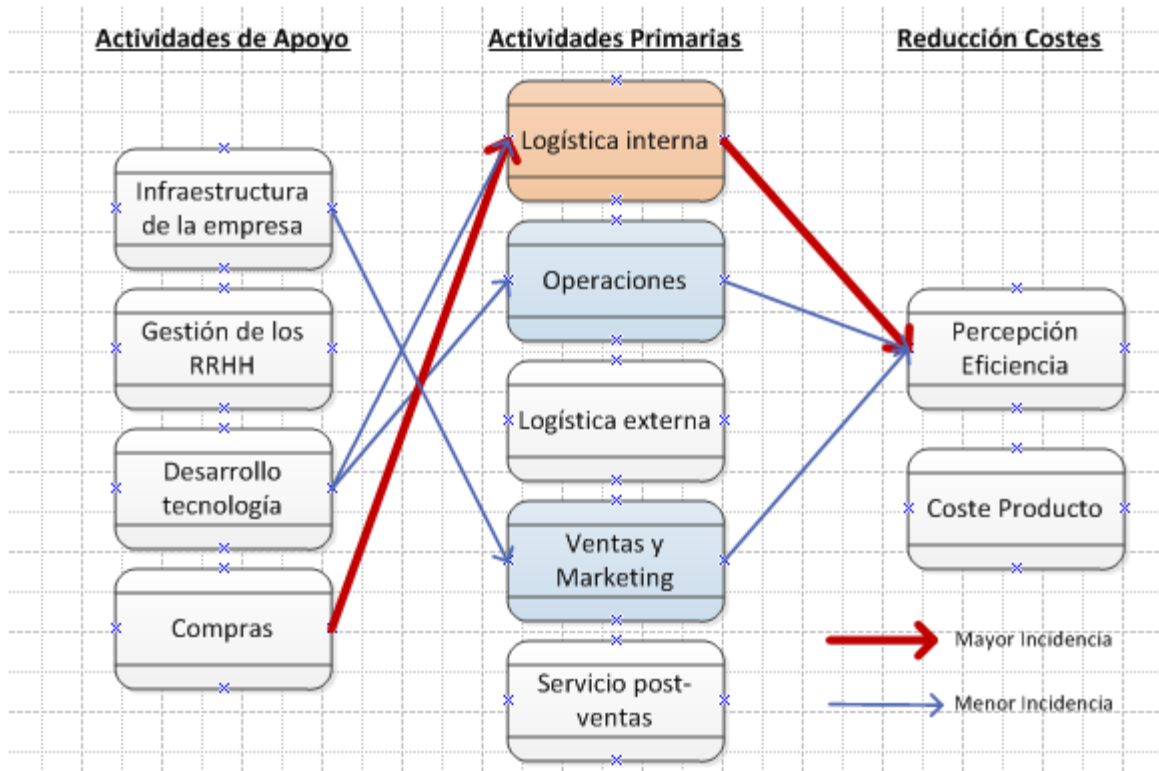 Actividades de Apoyo
Actividades Primarias
Reducción Costes
Infraestructura
de la empresa
Gestión de los
RRHH
Desarrollo
tecnología
Compras
Logística interna
Operaciones
Logística externa
Ventas y
Marketing
Servicio post-
ventas
Percepción
Eficiencia
Coste Producto
Mayor Incidencia
Menor Incidencia